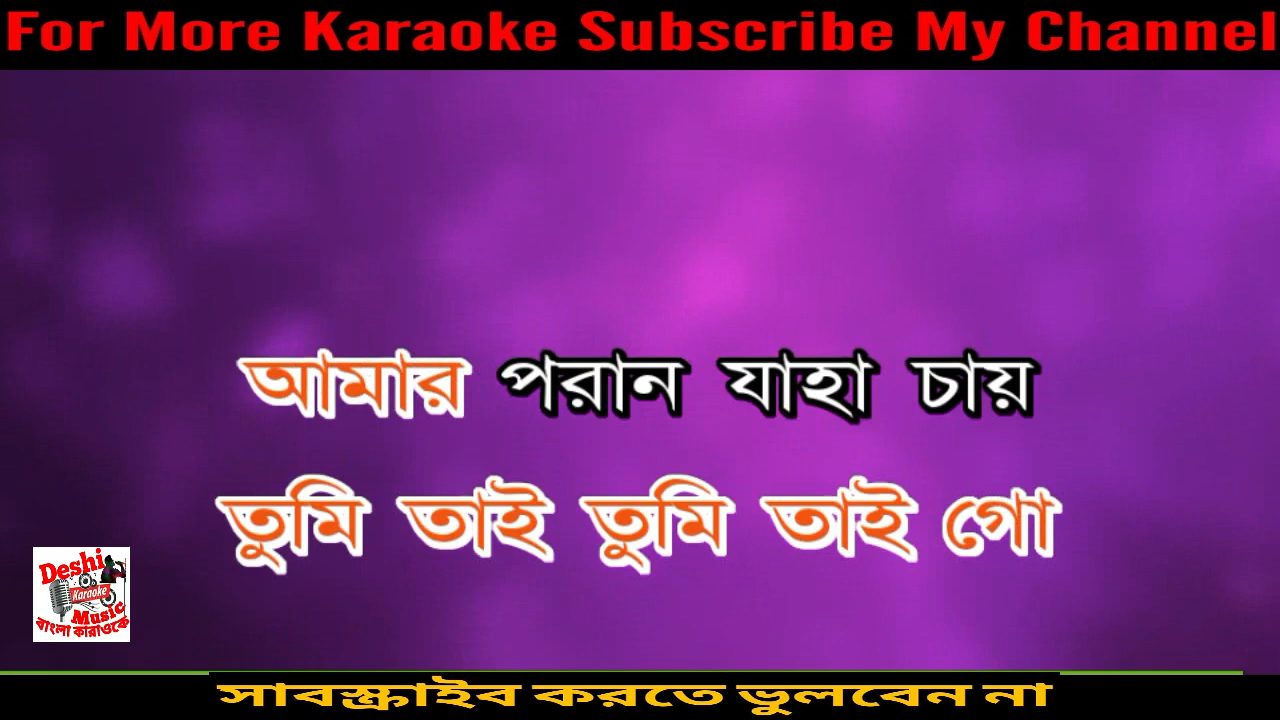 For More Karaoke Subscribe My Channel
আমার পরান যাহা চায়
তুমি তাই তুমি তাই গো
Deshi
Karaoke
Music
বাংলা কারাওকে
সাবস্ক্রাইব করতে ভুলবেন না